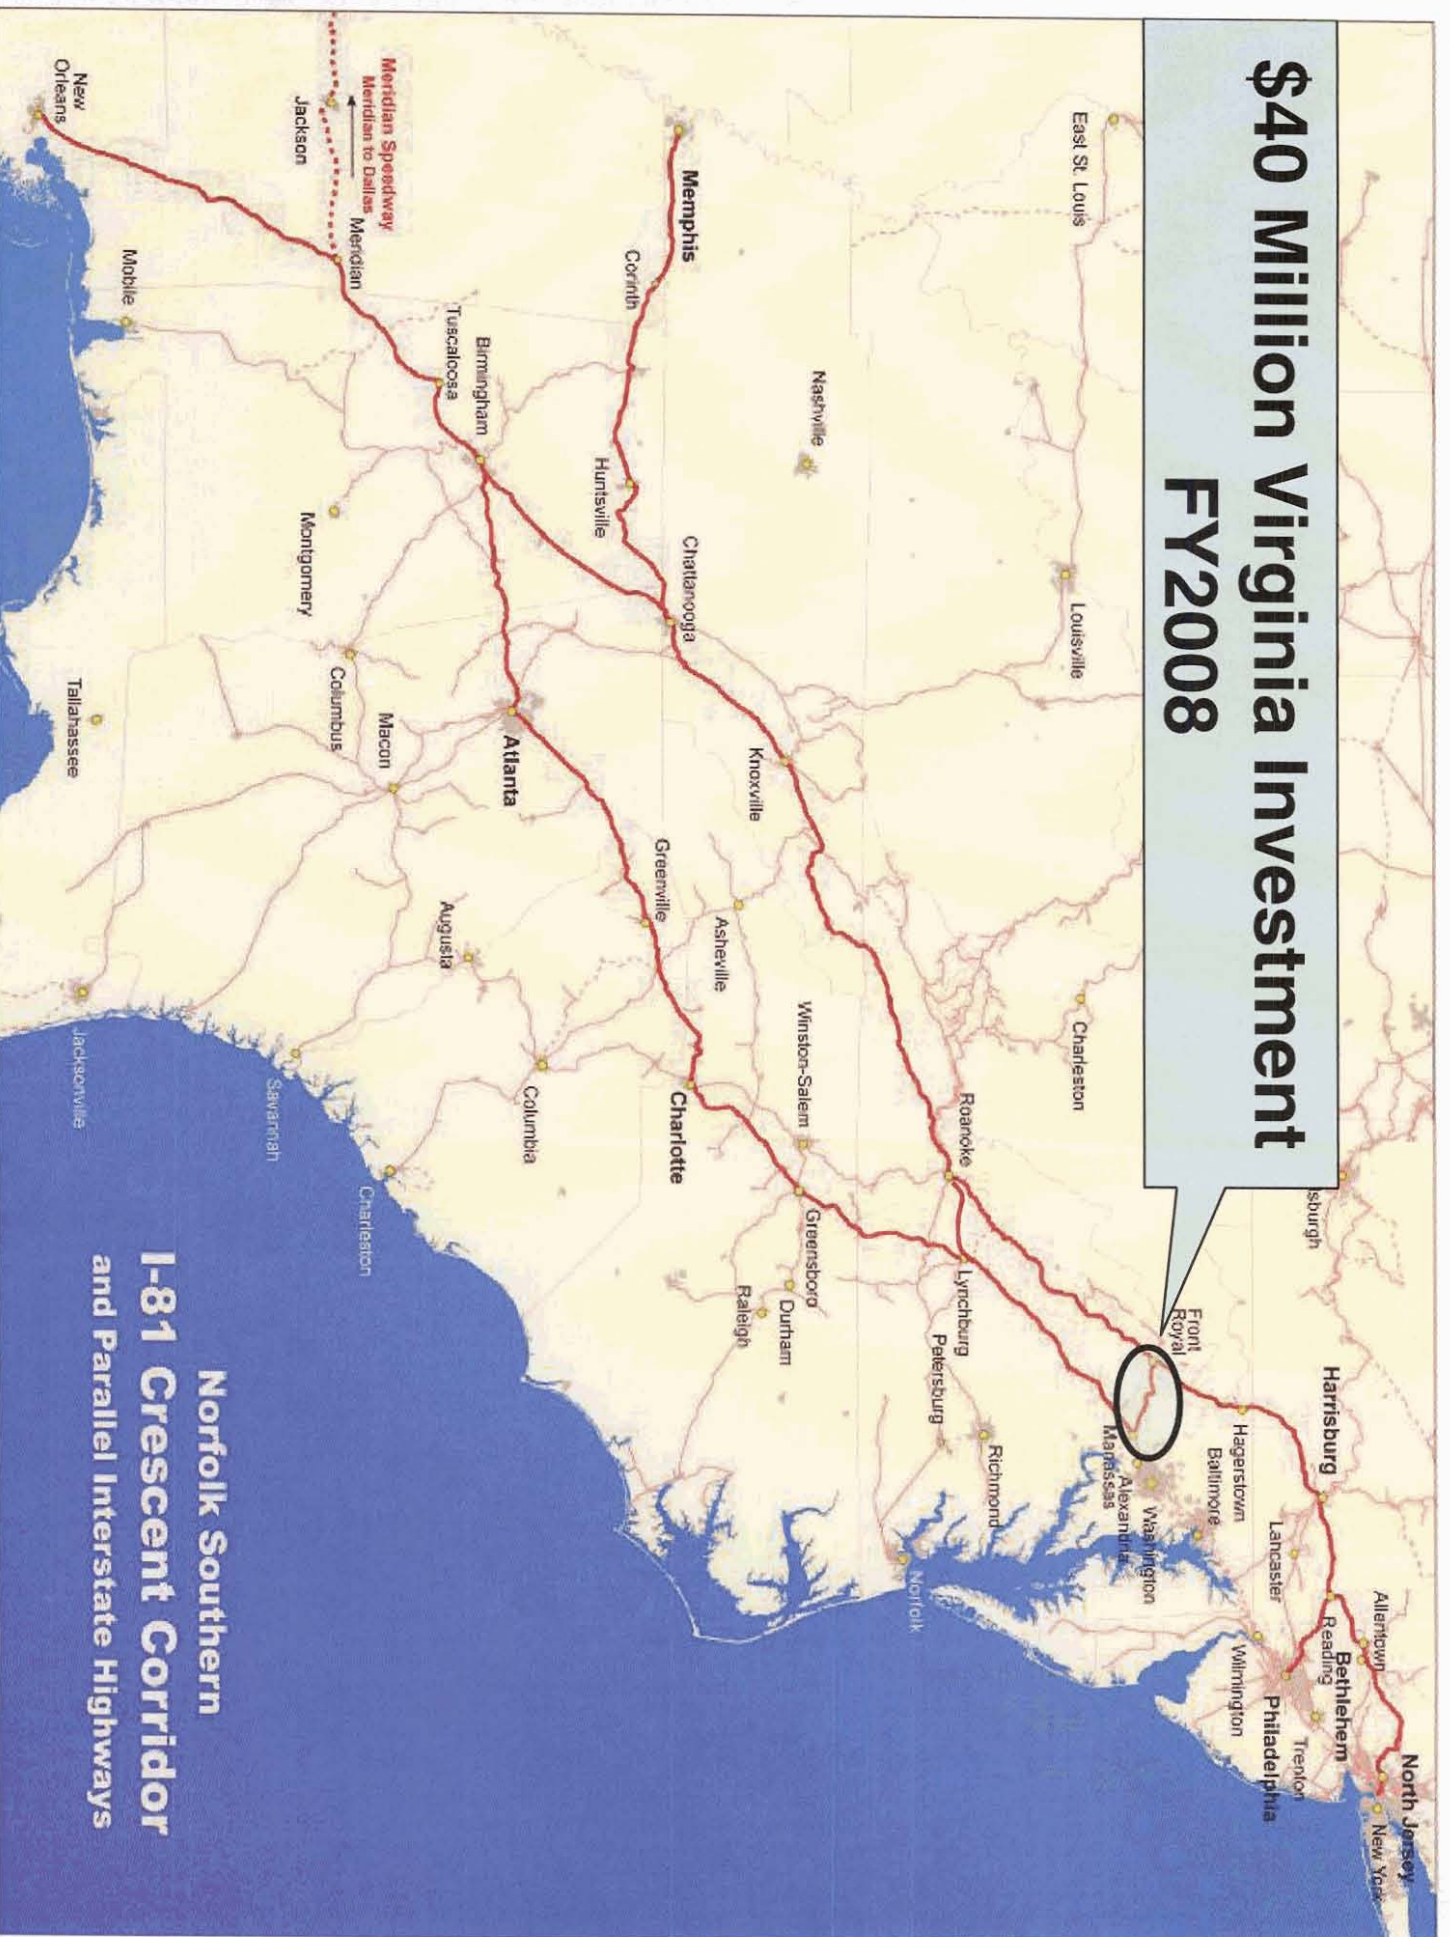 $40 Million Virginia Investment
FY2008
sburgh
North Jersey
New York
Allentown
Bethlehem
Reading
Trenton
Philadelphia
Harrisburg
Lancaster
Wilmington
Hagerstown
Baltimore
Front
Royal
Washington
Alexandria
Manassas
East St. Louis
Louisville
Charleston
Roanoke
Lynchburg
Petersburg
Richmond
Norfolk
Nashville
Knoxville
Winston-Salem
Greensboro
Durham
Raleigh
Memphis
Corinth
Huntsville
Chattanooga
Asheville
Greenville
Charlotte
Birmingham
Tuscaloosa
Atlanta
Augusta
Columbia
Meridian Speedway
Meridian to Dallas
Meridian
Jackson
Montgomery
Columbus
Macon
Charleston
Savannah
New
Orleans
Mobile
Tallahassee
Jacksonville
Norfolk Southern
I-81 Crescent Corridor
and Parallel Interstate Highways